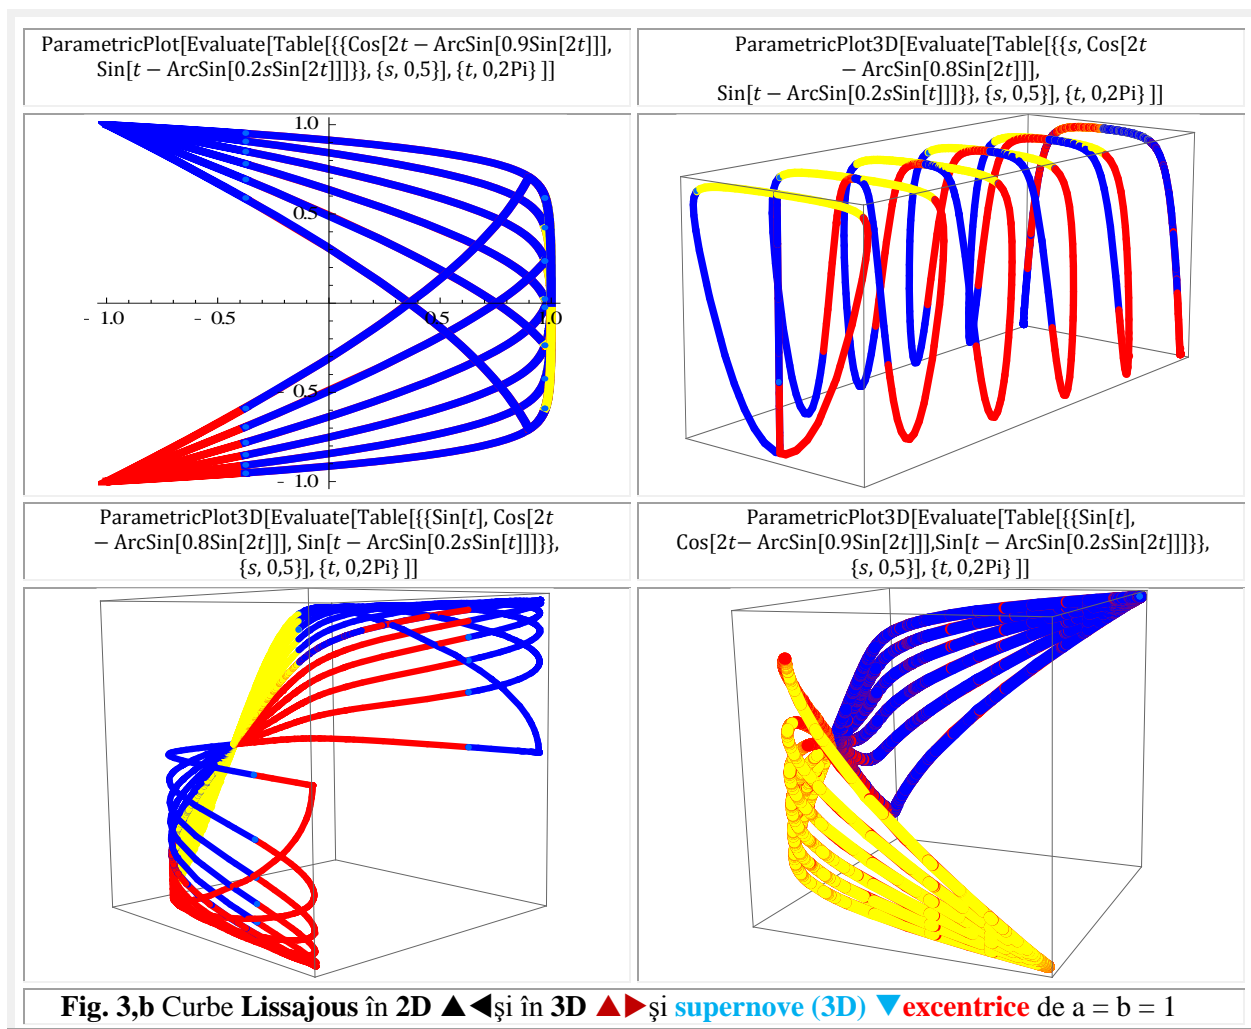 ParametricPlot[Evaluate[Table[{{Cos[2t − ArcSin[0.9Sin[2t]]],
Sin[t − ArcSin[0.2sSin[2t]]]}}, {s, 0,5}], {t, 0,2Pi} ]]
ParametricPlot3D[Evaluate[Table[{{s, Cos[2t
− ArcSin[0.8Sin[2t]]],
Sin[t − ArcSin[0.2sSin[t]]]}}, {s, 0,5}], {t, 0,2Pi} ]]
1.0
0.5
- 1.0 - 0.5 0.5 1.0
0.5
- 1.0
ParametricPlot3D[Evaluate[Table[{{Sin[t], Cos[2t
− ArcSin[0.8Sin[2t]]], Sin[t − ArcSin[0.2sSin[t]]]}},
{s, 0,5}], {t, 0,2Pi} ]]
ParametricPlot3D[Evaluate[Table[{{Sin[t],
Cos[2t− ArcSin[0.9Sin[2t]]],Sin[t − ArcSin[0.2sSin[2t]]]}},
{s, 0,5}], {t, 0,2Pi} ]]
Fig. 3,b Curbe Lissajous în 2D ▲◀şi în 3D ▲▶şi supernove (3D) ▼excentrice de a = b = 1